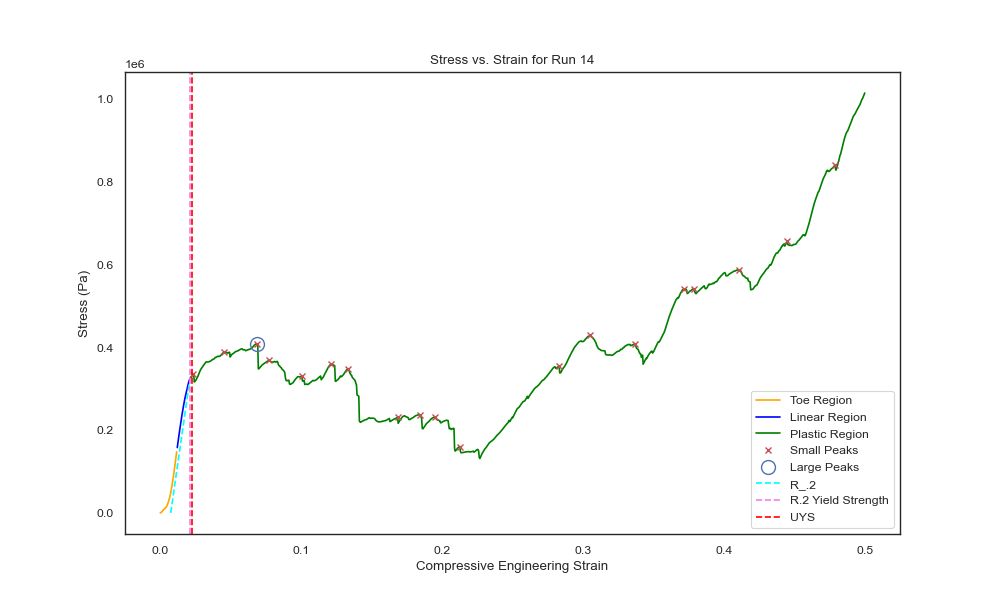 Stress vs. Strain for Run 14
1e6
1.0
0.8
0.6
0.4
0.2
0.0
Stress (Pa)
0.0 0.1 0.2 0.3 0.4 0.5
Compressive Engineering Strain
Toe Region
Linear Region
Plastic Region
Small Peaks
Large Peaks
R_.2
R.2 Yield Strength
UYS